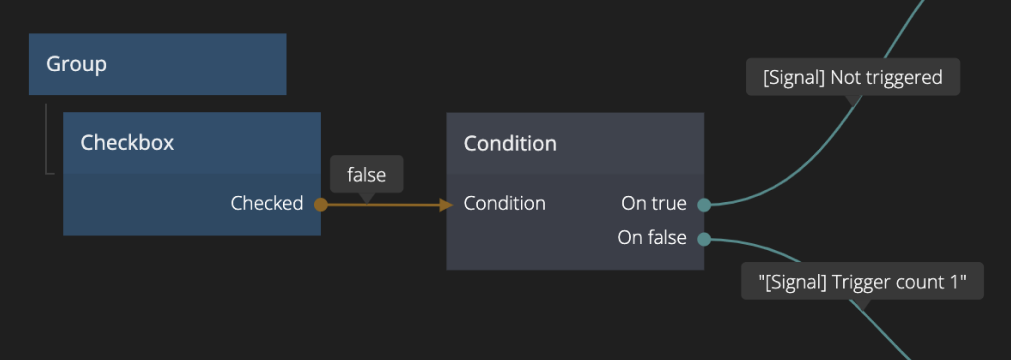 Group
[Signal] Not triggered
Checkbox
Condition
false
Checked
Condition
On true
On false
"[Signal] Trigger count 1"